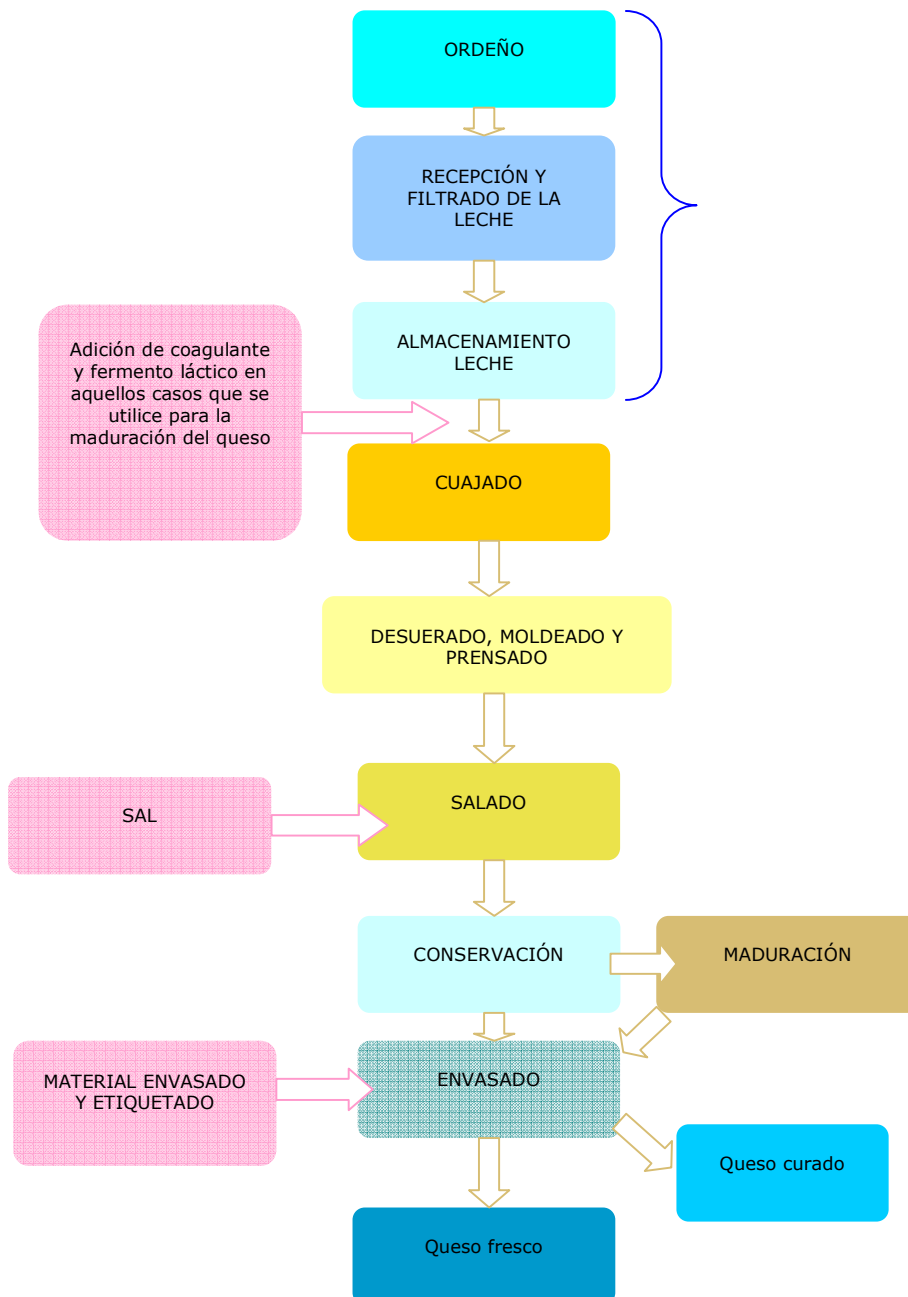 ORDEÑO
RECEPCIÓN Y
FILTRADO DE LA
LECHE
ALMACENAMIENTO
LECHE
Adición de coagulante
y fermento láctico en
aquellos casos que se
utilice para la
maduración del queso
CUAJADO
DESUERADO, MOLDEADO Y
PRENSADO
SAL
SALADO
CONSERVACIÓN
MADURACIÓN
MATERIAL ENVASADO
Y ETIQUETADO
ENVASADO
Queso curado
Queso fresco